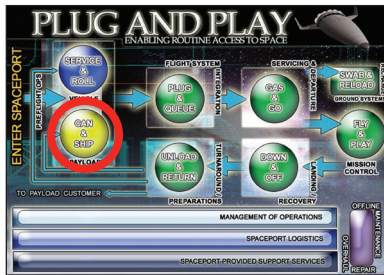 PLUG AND PLAY
ENABLING ROUTINE ACCESS TO SPACE
ENTER SPACEPORT
PREFLIGHT OPS
SERVICE
&
ROLL
VEHICLE
CAN
&
SHIP
PAYLOAD
FLIGHT SYSTEM
INTEGRATION
PLUG
&
QUEUE
SERVICING &
DEPARTURE
GAS
&
GO
SWAB &
RELOAD
GROUND SYSTEM
FLY
&
PLAY
MISSION
CONTROL
UNLOAD
&
RETURN
TURNAROUND /
PREPARATIONS
DOWN
&
OFF
LANDING /
RECOVERY
TO PAYLOAD CUSTOMER
MANAGEMENT OF OPERATIONS
SPACEPORT LOGISTICS
SPACEPORT-PROVIDED SUPPORT SERVICES
OFFLINE
MAINTENANCE
OVERHAUL
REPAIR